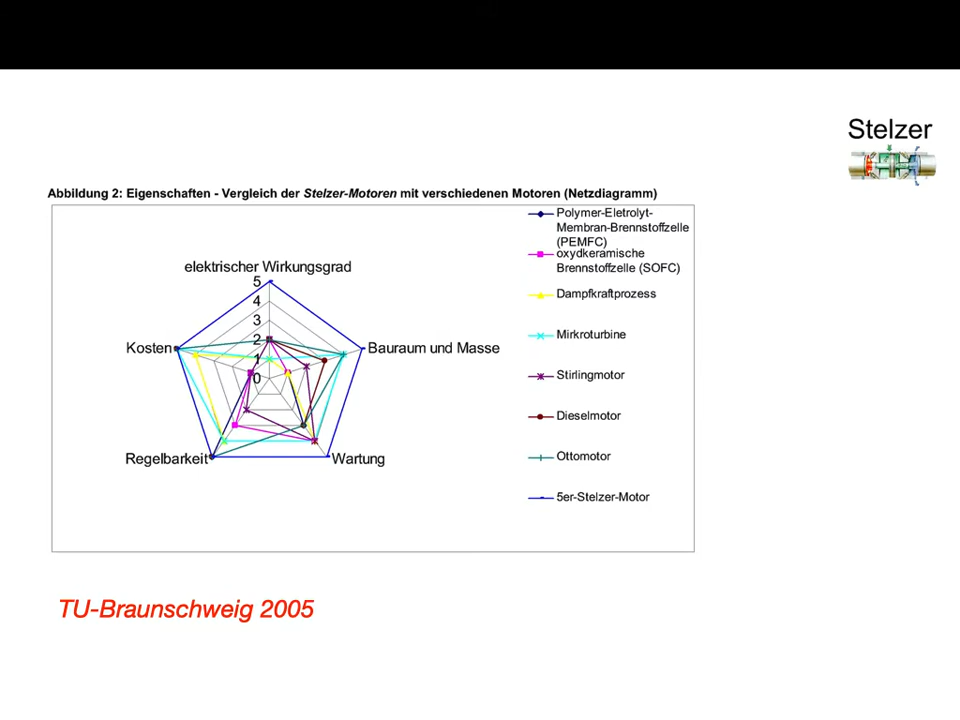 Stelzer
Abbildung 2: Eigenschaften - Vergleich der Stelzer-Motoren mit verschiedenen Motoren (Netzdiagramm)
Polymer-Eletrolyt-
Membran-Brennstoffzelle
(PEMFC)
oxydkeramische
Brennstoffzelle (SOFC)
Dampfkraftprozess
Mirkroturbine
Stirlingmotor
Dieselmotor
Ottomotor
5er-Stelzer-Motor
elektrischer Wirkungsgrad
5
4
3
2
1
0
Kosten
Bauraum und Masse
Regelbarkeit
Wartung
TU-Braunschweig 2005